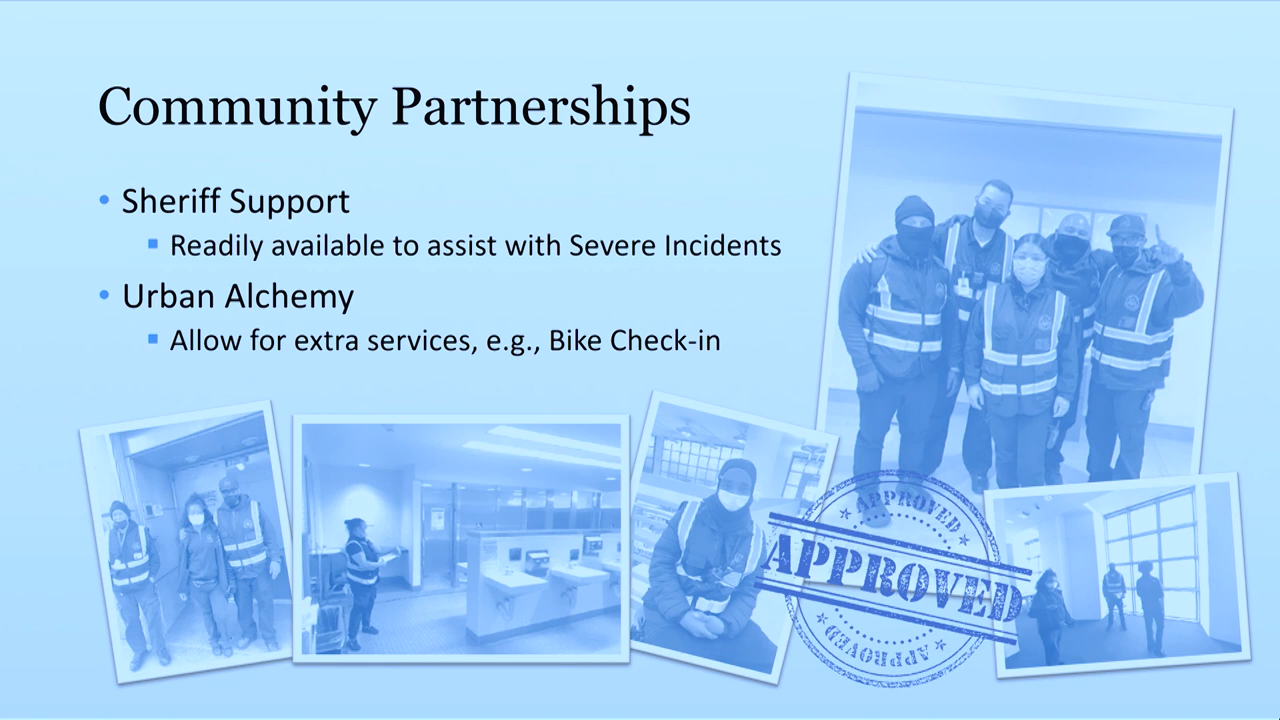 Community Partnerships
• Sheriff Support
▪ Readily available to assist with Severe Incidents
• Urban Alchemy
▪ Allow for extra services, e.g., Bike Check-in
APPROVED
APPROVED
APPROVED